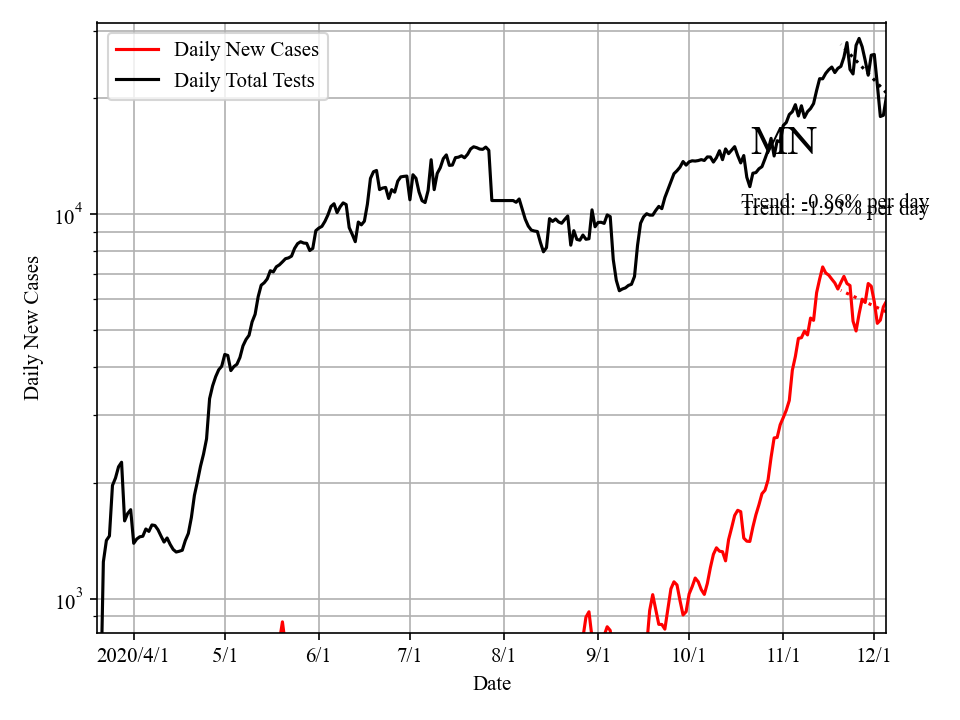 Daily New Cases
Daily Total Tests
MN
Trend: -0.86% per day
Trend: -1.93% per day
10^4
10^3
Daily New Cases
2020/4/1 5/1 6/1 7/1 8/1 9/1 10/1 11/1 12/1
Date